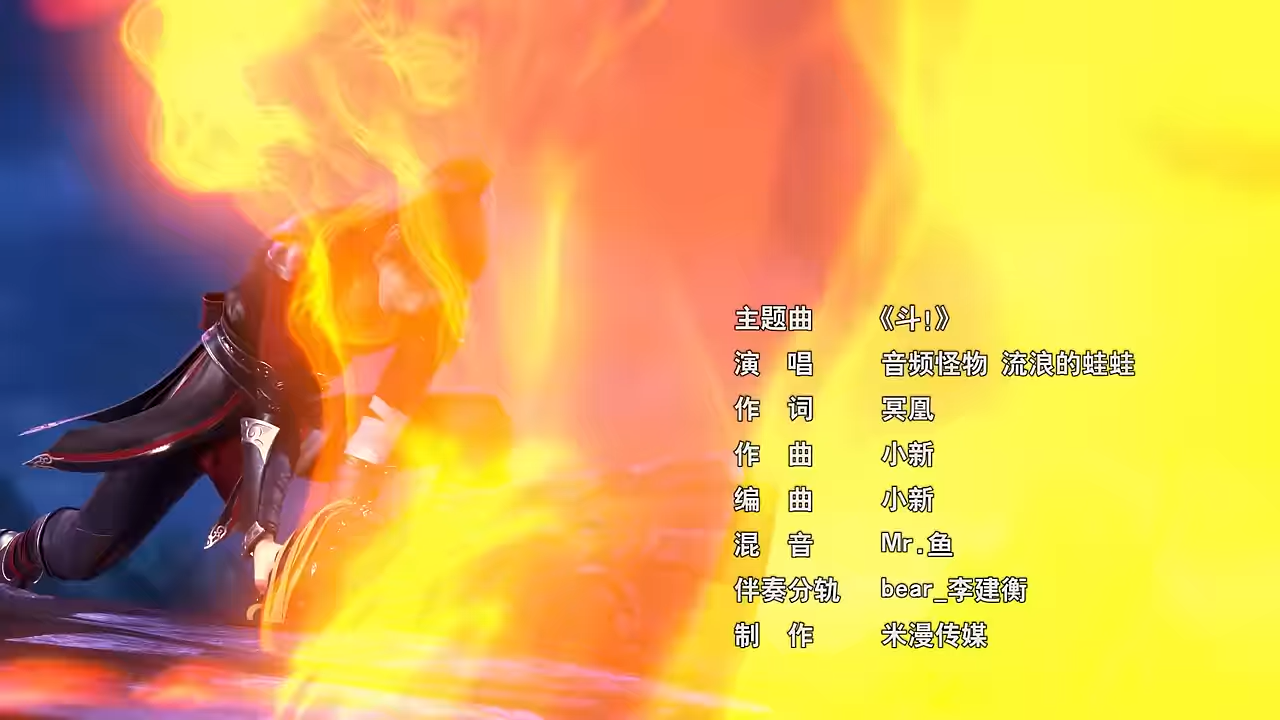 主题曲 《斗!》
演 唱 音频怪物 流浪的蛙蛙
作 词 冥凰
作 曲 小新
编 曲 小新
混 音 Mr.鱼
伴奏分轨 bear_李建衡
制 作 米漫传媒